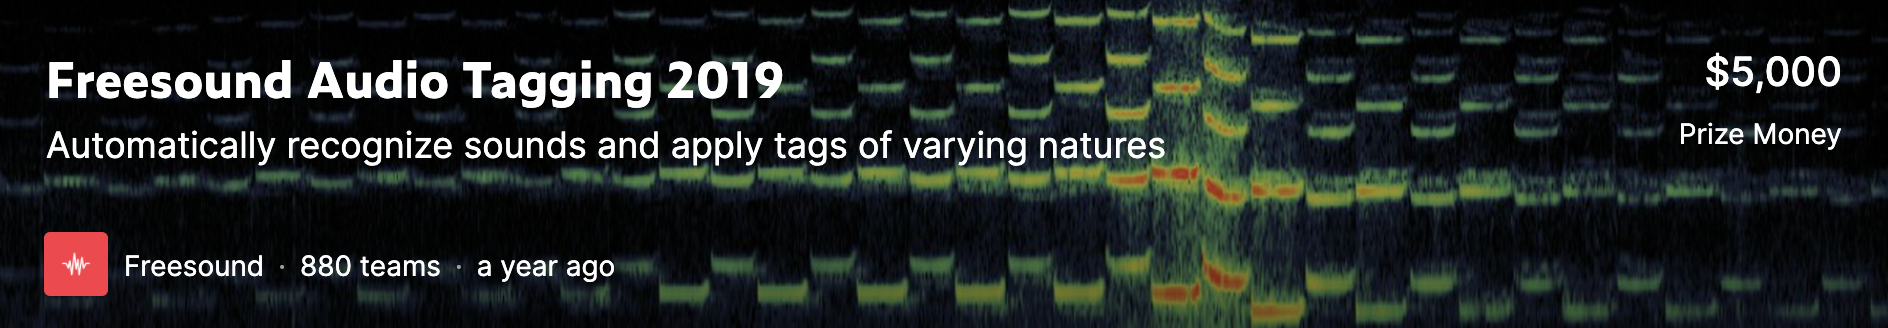 Freesound Audio Tagging 2019
$5,000
Automatically recognize sounds and apply tags of varying natures
Prize Money
Freesound · 880 teams · a year ago